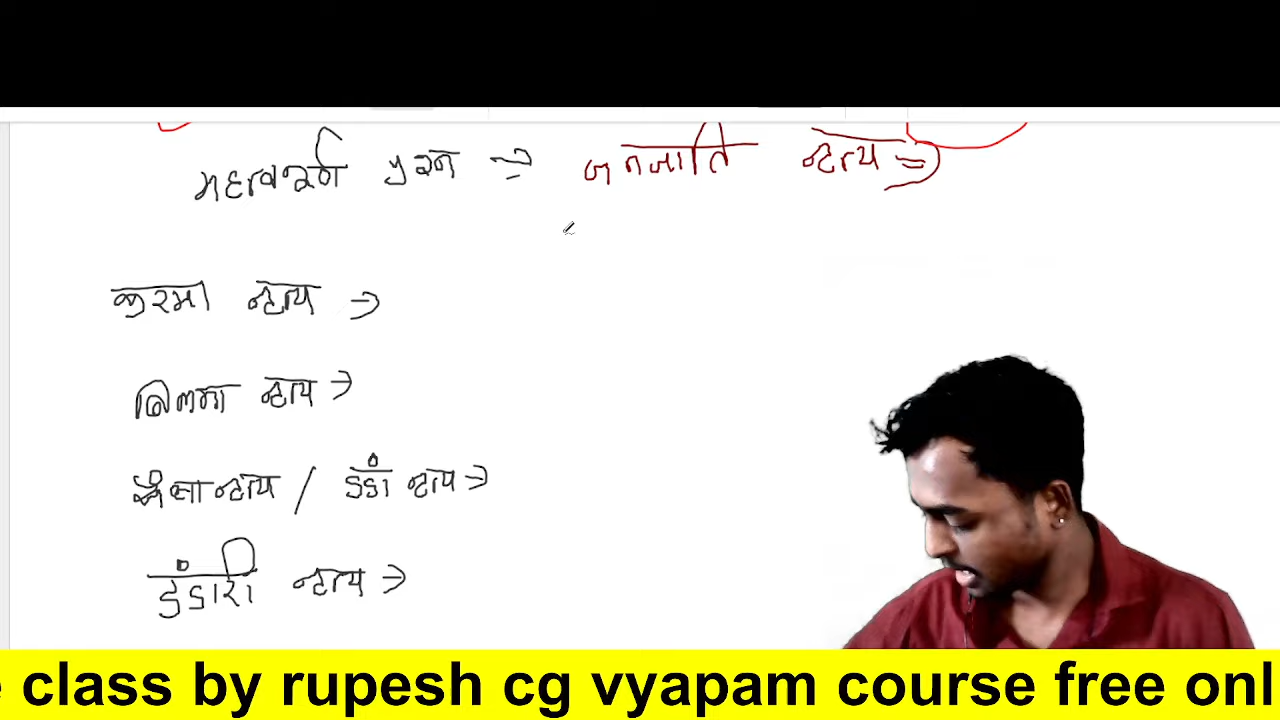 महत्वपूर्ण प्रश्न => जनजाति नृत्य =>
करमा नृत्य =>
बिलमा नृत्य =>
सैला नृत्य / डंडा नृत्य =>
डंडारी नृत्य =>
e class by rupesh cg vyapam course free onl